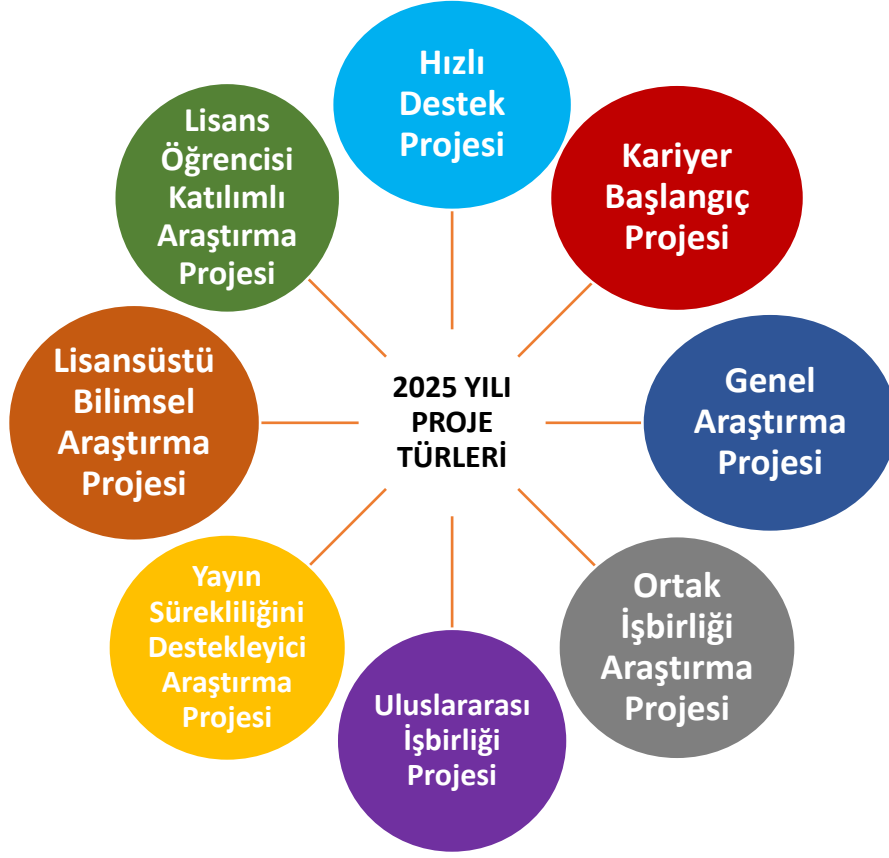 Hızlı
Destek
Projesi
Kariyer
Başlangıç
Projesi
Genel
Araştırma
Projesi
Ortak
İşbirliği
Araştırma
Projesi
Uluslararası
İşbirliği
Projesi
Yayın
Sürekliliğini
Destekleyici
Araştırma
Projesi
Lisansüstü
Bilimsel
Araştırma
Projesi
Lisans
Öğrencisi
Katılımlı
Araştırma
Projesi
2025 YILI
PROJE
TÜRLERİ